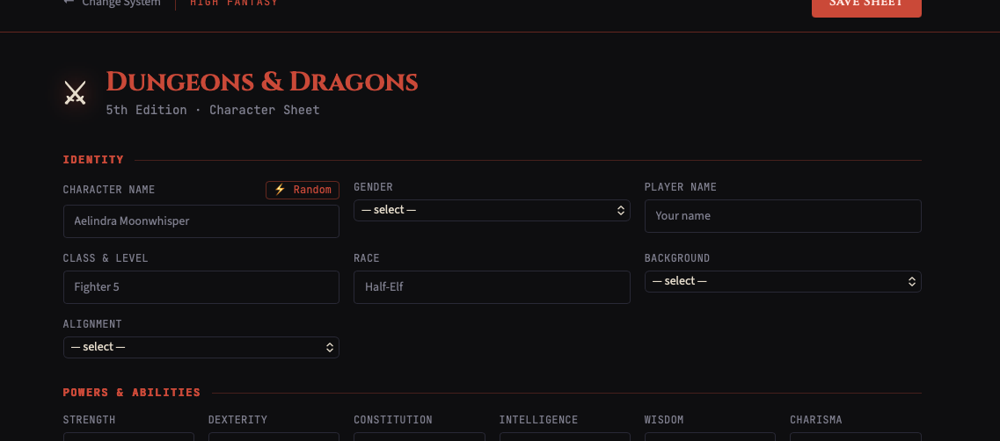 ← Change System HIGH FANTASY SAVE SHEET
Dungeons & Dragons
5th Edition · Character Sheet
IDENTITY
CHARACTER NAME ⚡ Random GENDER PLAYER NAME
Aelindra Moonwhisper — select — Your name
CLASS & LEVEL RACE BACKGROUND
Fighter 5 Half-Elf — select —
ALIGNMENT
— select —
POWERS & ABILITIES
STRENGTH DEXTERITY CONSTITUTION INTELLIGENCE WISDOM CHARISMA